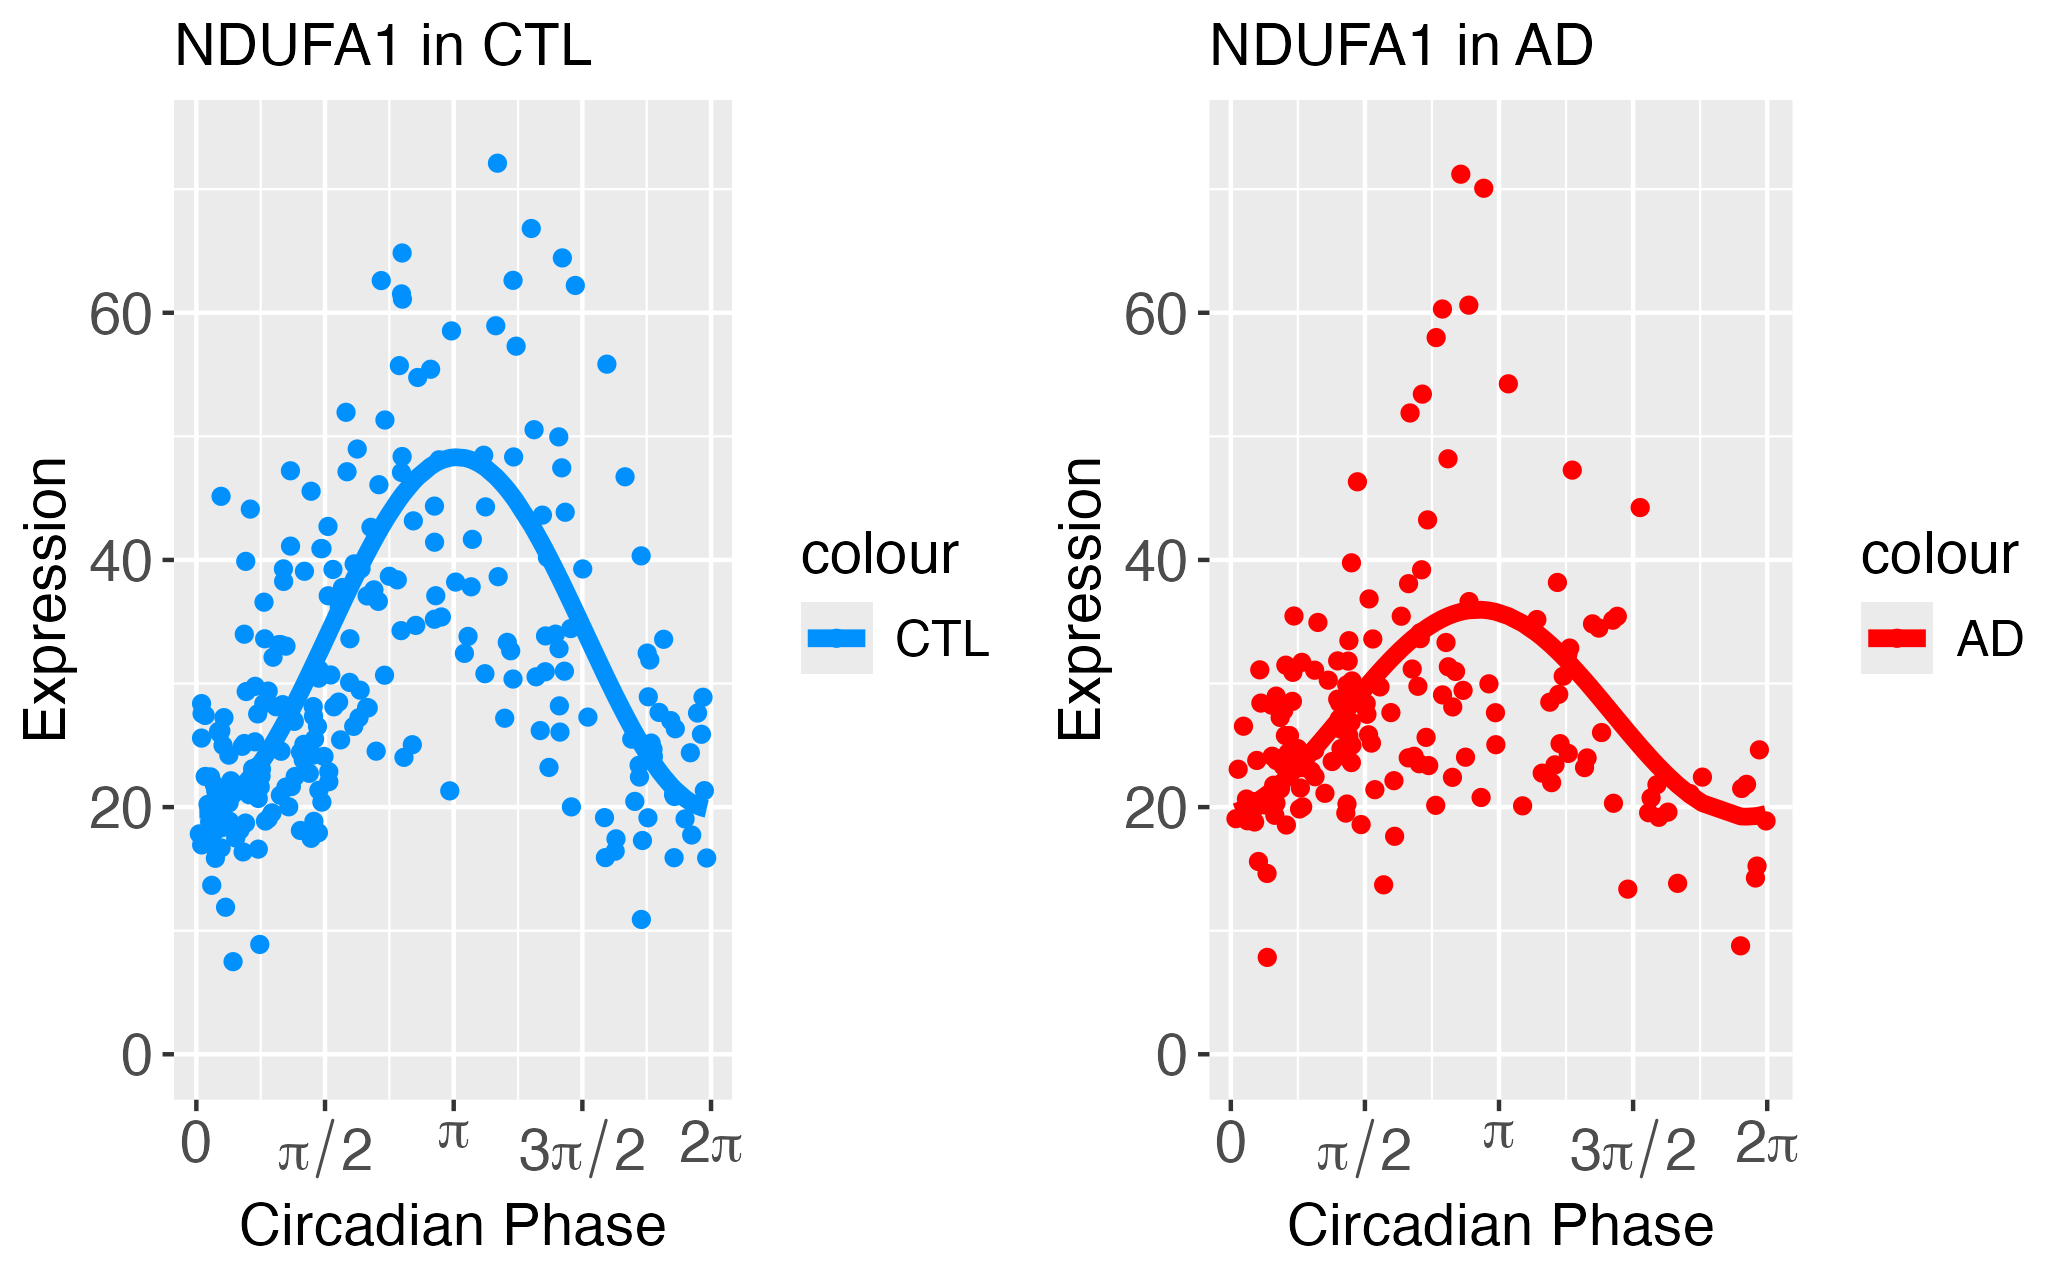 NDUFA1 in CTL
Expression
60
40
20
0
0
π/2
π
3π/2
2π
Circadian Phase
colour
CTL
NDUFA1 in AD
Expression
60
40
20
0
0
π/2
π
3π/2
2π
Circadian Phase
colour
AD